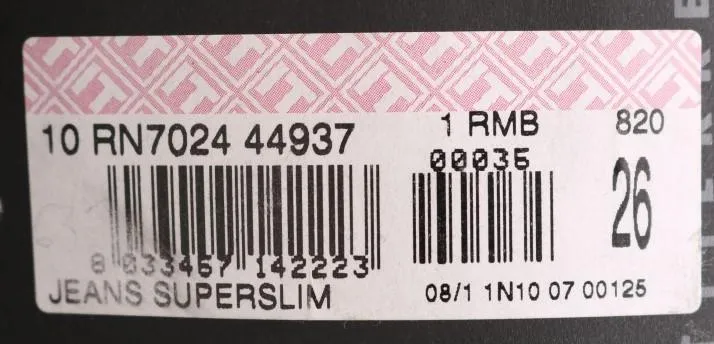 10 RN7024 44937
1 RMB
820
00035
26
8 033467 142223
JEANS SUPERSLIM
08/1 1N10 07 00125